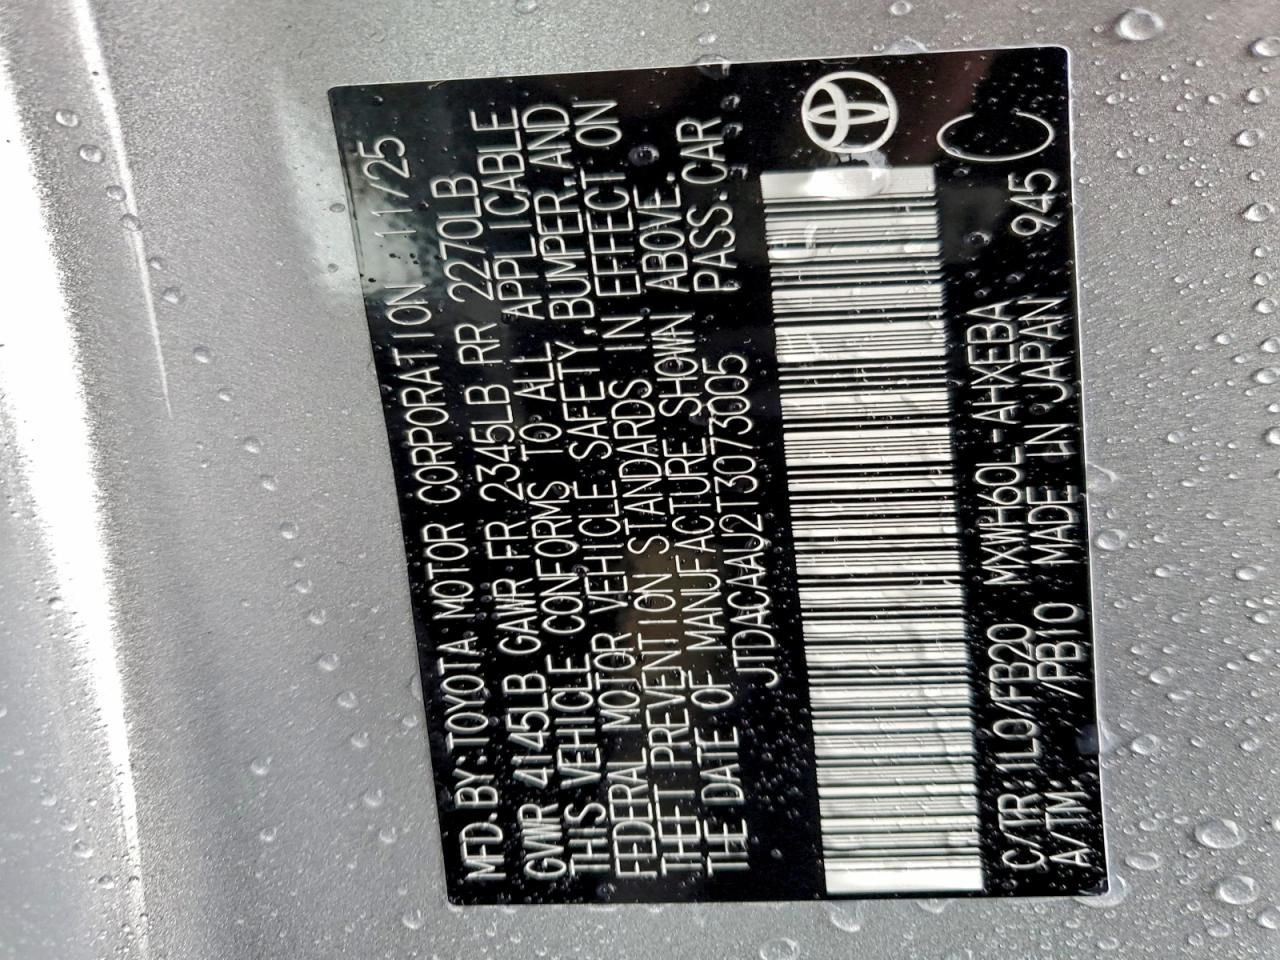 MFD.BY:TOYOTA MOTOR CORPORATION 11/25
GVWR 4145LB GAWR FR 2345LB RR 2270LB
THIS VEHICLE CONFORMS TO ALL APPLICABLE
FEDERAL MOTOR VEHICLE SAFETY,BUMPER,AND
THEFT PREVENTION STANDARDS IN EFFECT ON
THE DATE OF MANUFACTURE SHOWN ABOVE.
JTDACAAU2T3073005 PASS.CAR
C/TR:1L0/FB20 MXWH60L-AHXEBA
A/TM: /PB10 MADE IN JAPAN 945 C